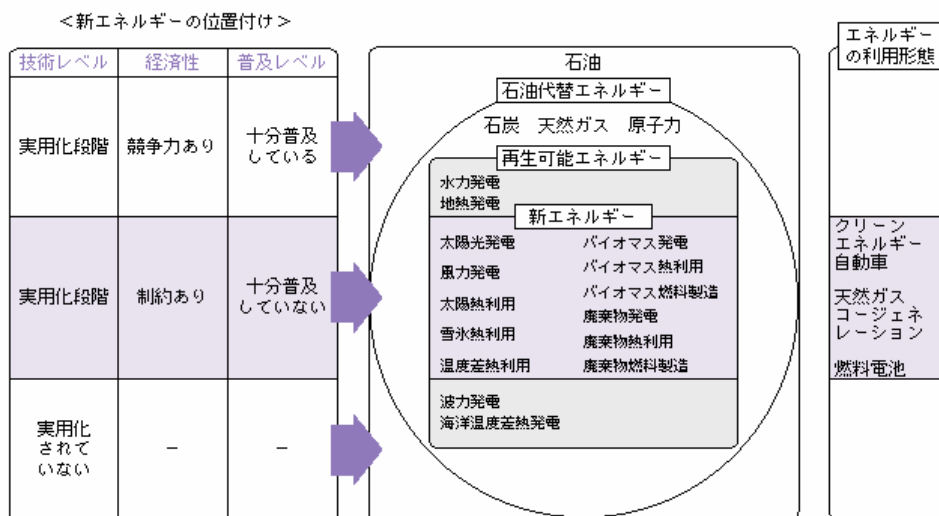 <新エネルギーの位置付け>
技術レベル
経済性
普及レベル
実用化段階
競争力あり
十分普及
している
実用化段階
制約あり
十分普及
していない
実用化
されて
いない
－
－
石油
石油代替エネルギー
石炭 天然ガス 原子力
再生可能エネルギー
水力発電
地熱発電
新エネルギー
太陽光発電
風力発電
太陽熱利用
雪氷熱利用
温度差熱利用
バイオマス発電
バイオマス熱利用
バイオマス燃料製造
廃棄物発電
廃棄物熱利用
廃棄物燃料製造
波力発電
海洋温度差熱発電
エネルギー
の利用形態
クリーン
エネルギー
自動車
天然ガス
コージェネ
レーション
燃料電池